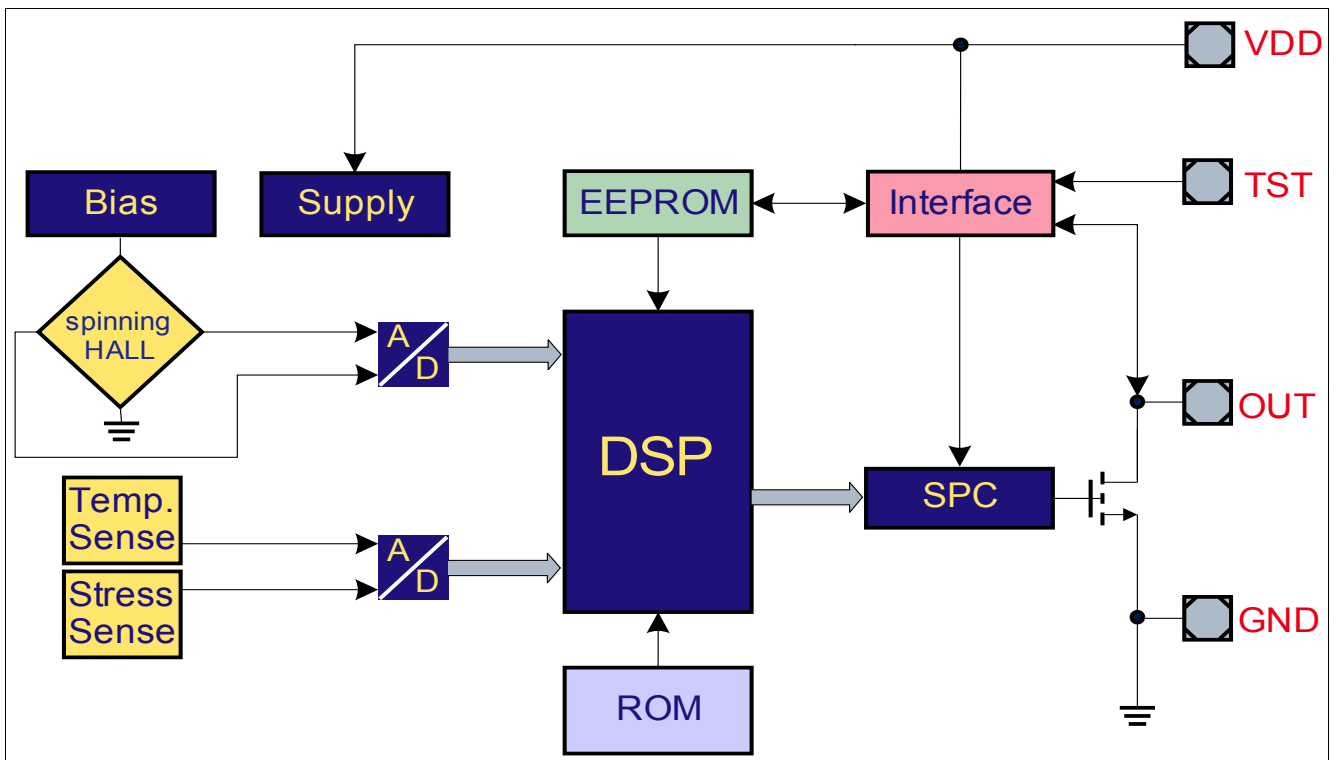 VDD
Bias
Supply
EEPROM
Interface
TST
spinning
HALL
A
D
DSP
OUT
Temp.
Sense
A
D
SPC
Stress
Sense
GND
ROM